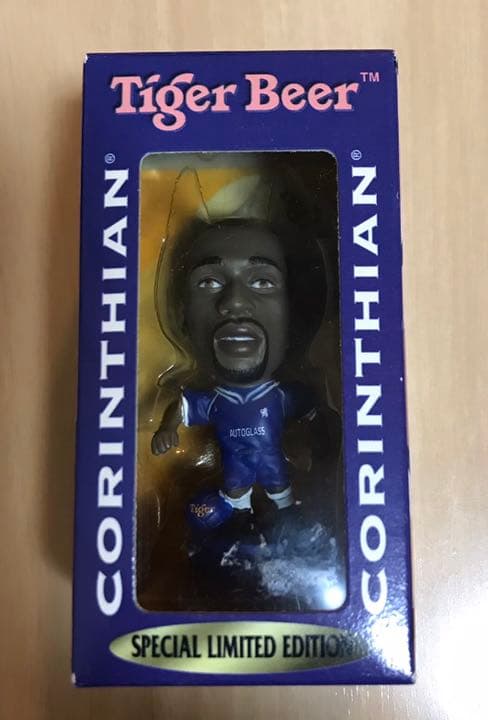 Tiger Beer™
CORINTHIAN®
CORINTHIAN®
AUTOGLASS
Tiger
SPECIAL LIMITED EDITION